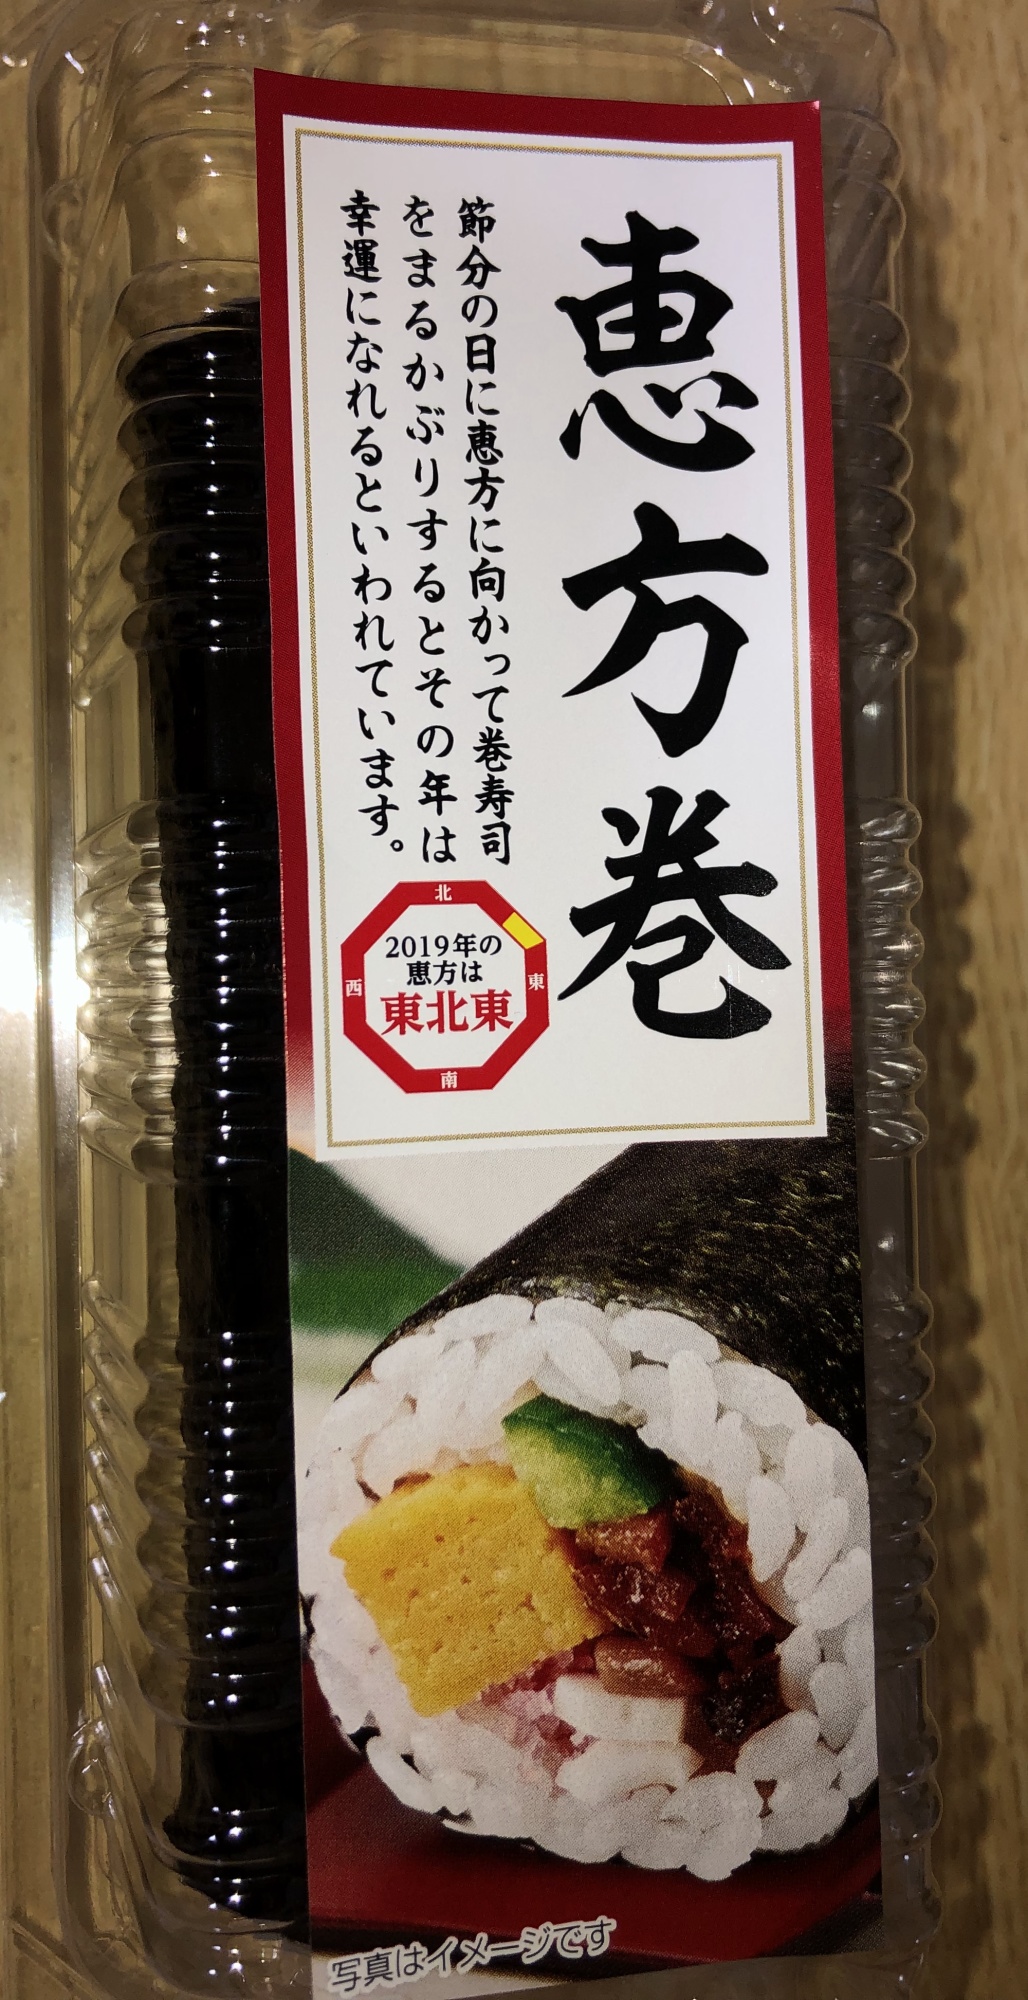 恵方巻
節分の日に恵方に向かって巻寿司
をまるかぶりするとその年は
幸運になれるといわれています。
北
東
西
南
2019年の
恵方は
東北東
写真はイメージです